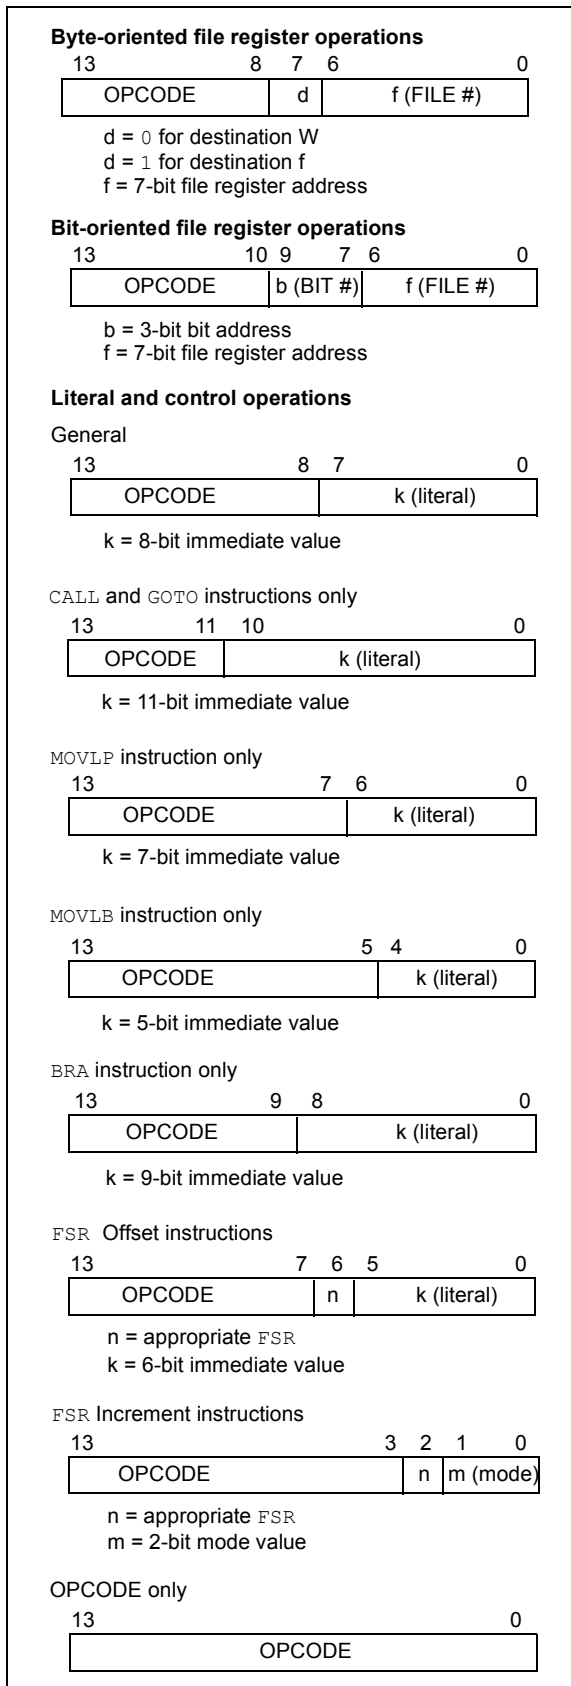 Byte-oriented file register operations
13 8 7 6 0
OPCODE d f (FILE #)
d = 0 for destination W
d = 1 for destination f
f = 7-bit file register address
Bit-oriented file register operations
13 10 9 7 6 0
OPCODE b (BIT #) f (FILE #)
b = 3-bit bit address
f = 7-bit file register address
Literal and control operations
General
13 8 7 0
OPCODE k (literal)
k = 8-bit immediate value
CALL and GOTO instructions only
13 11 10 0
OPCODE k (literal)
k = 11-bit immediate value
MOVLP instruction only
13 7 6 0
OPCODE k (literal)
k = 7-bit immediate value
MOVLB instruction only
13 5 4 0
OPCODE k (literal)
k = 5-bit immediate value
BRA instruction only
13 9 8 0
OPCODE k (literal)
k = 9-bit immediate value
FSR Offset instructions
13 7 6 5 0
OPCODE n k (literal)
n = appropriate FSR
k = 6-bit immediate value
FSR Increment instructions
13 3 2 1 0
OPCODE n m (mode)
n = appropriate FSR
m = 2-bit mode value
OPCODE only
13 0
OPCODE